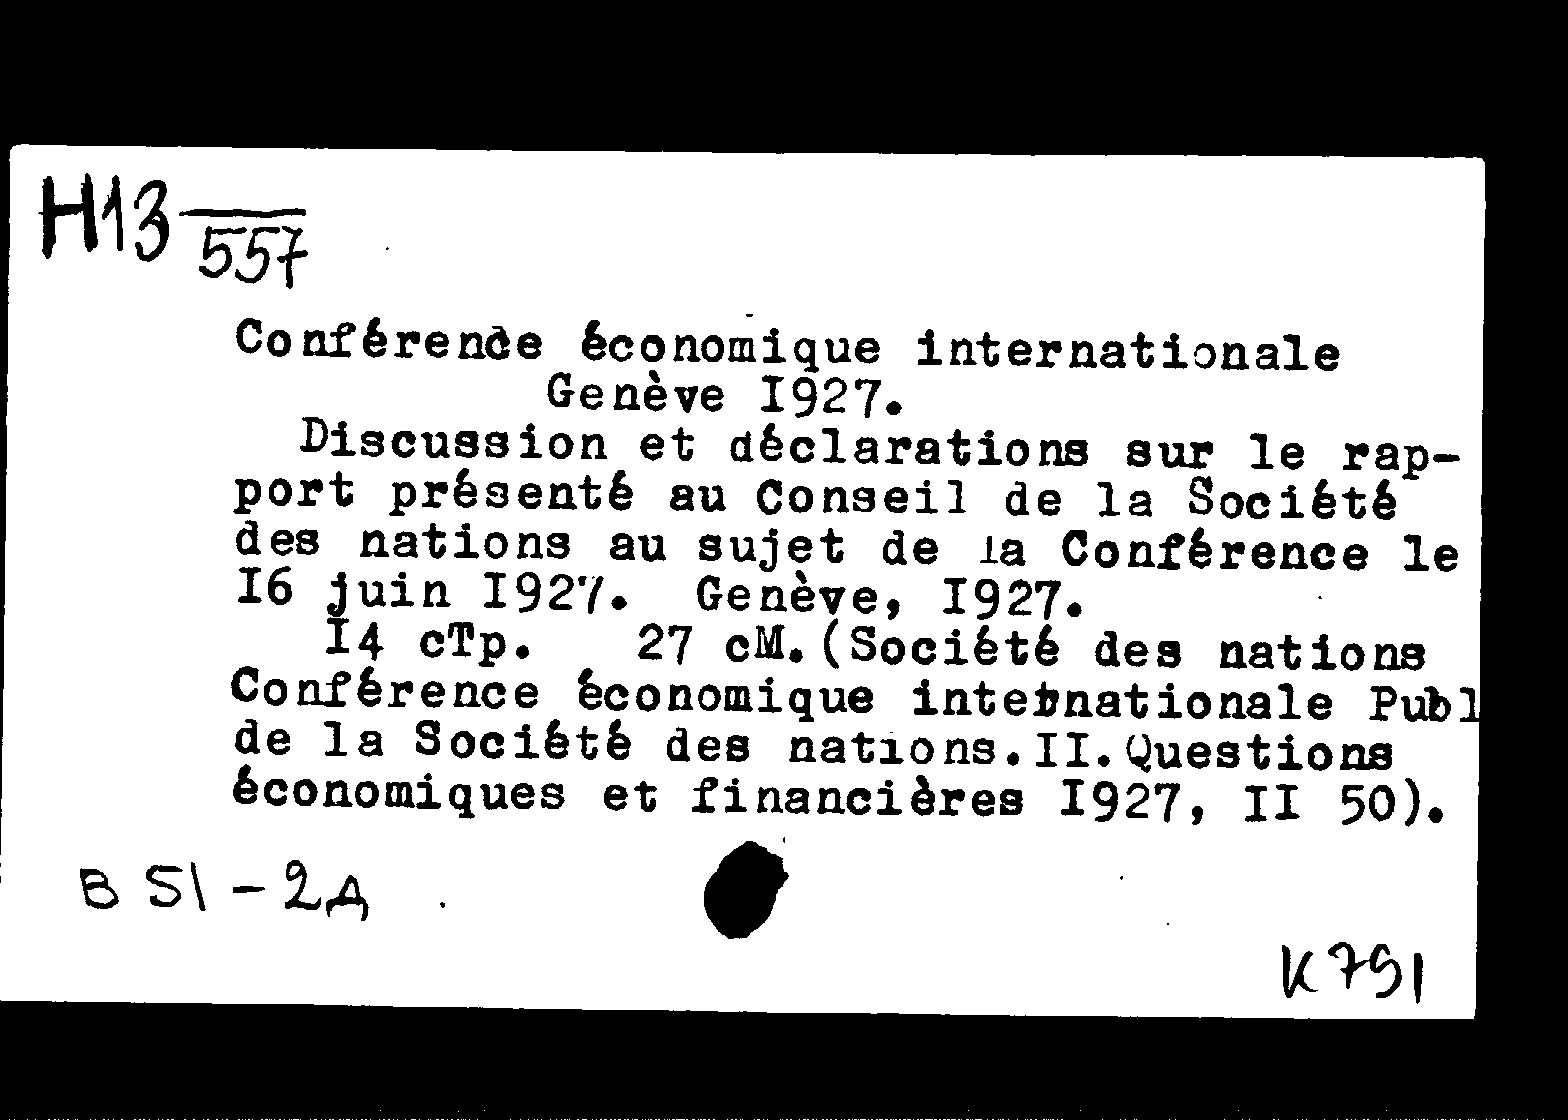 H13
557
Conférence économique internationale
Genève I927.
Discussion et déclarations sur le rap-
port présenté au Conseil de la Société
des nations au sujet de la Conférence le
I6 juin I927. Genève, I927.
I4 cTp. 27 cM.(Société des nations
Conférence économique internationale Publ
de la Société des nations.II.Questions
économiques et financières I927, II 50).
B 51-2д
K791